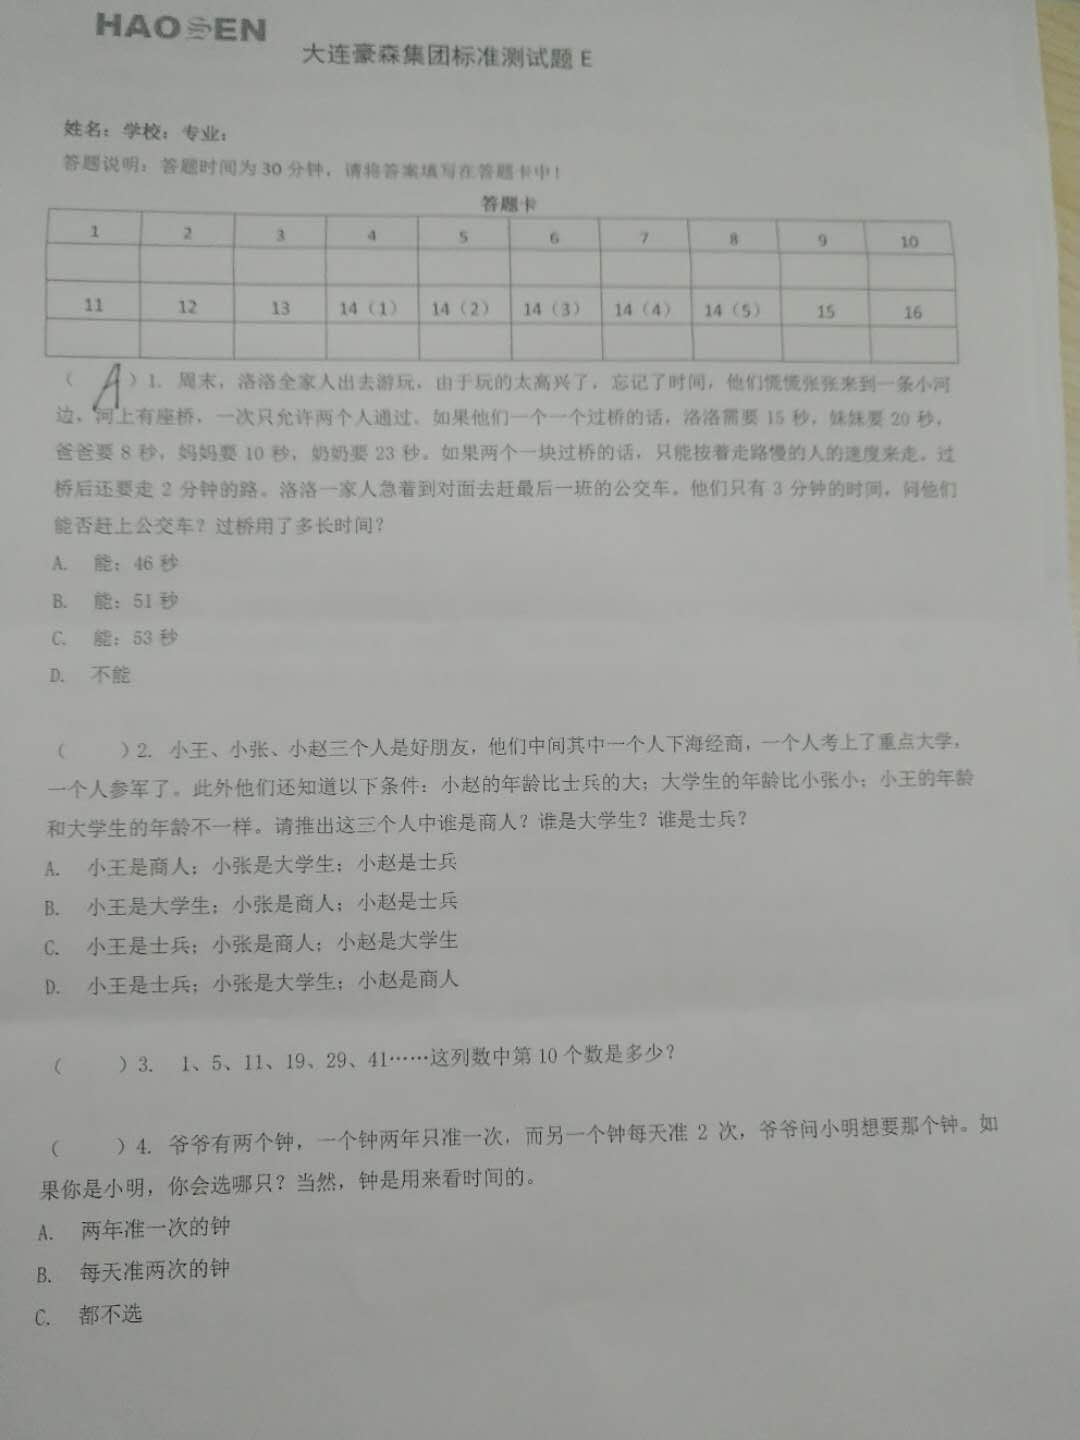 HAOSEN
大连豪森集团标准测试题 E
姓名：学校：专业：
答题说明：答题时间为 30 分钟，请将答案填写在答题卡中！
答题卡
1 2 3 4 5 6 7 8 9 10
11 12 13 14（1） 14（2） 14（3） 14（4） 14（5） 15 16
（ A ）1. 周末，洛洛全家人出去游玩，由于玩的太高兴了，忘记了时间，他们慌慌张张来到一条小河
边，河上有座桥，一次只允许两个人通过。如果他们一个一个过桥的话，洛洛需要 15 秒，妹妹要 20 秒，
爸爸要 8 秒，妈妈要 10 秒，奶奶要 23 秒。如果两个一块过桥的话，只能按着走路慢的人的速度来走。过
桥后还要走 2 分钟的路。洛洛一家人急着到对面去赶最后一班的公交车。他们只有 3 分钟的时间，问他们
能否赶上公交车？过桥用了多长时间？
A. 能；46 秒
B. 能；51 秒
C. 能；53 秒
D. 不能
（ ）2. 小王、小张、小赵三个人是好朋友，他们中间其中一个人下海经商，一个人考上了重点大学，
一个人参军了。此外他们还知道以下条件：小赵的年龄比士兵的大；大学生的年龄比小张小；小王的年龄
和大学生的年龄不一样。请推出这三个人中谁是商人？谁是大学生？谁是士兵？
A. 小王是商人；小张是大学生；小赵是士兵
B. 小王是大学生；小张是商人；小赵是士兵
C. 小王是士兵；小张是商人；小赵是大学生
D. 小王是士兵；小张是大学生；小赵是商人
（ ）3. 1、5、11、19、29、41……这列数中第 10 个数是多少？
（ ）4. 爷爷有两个钟，一个钟两年只准一次，而另一个钟每天准 2 次，爷爷问小明想要那个钟。如
果你是小明，你会选哪只？当然，钟是用来看时间的。
A. 两年准一次的钟
B. 每天准两次的钟
C. 都不选